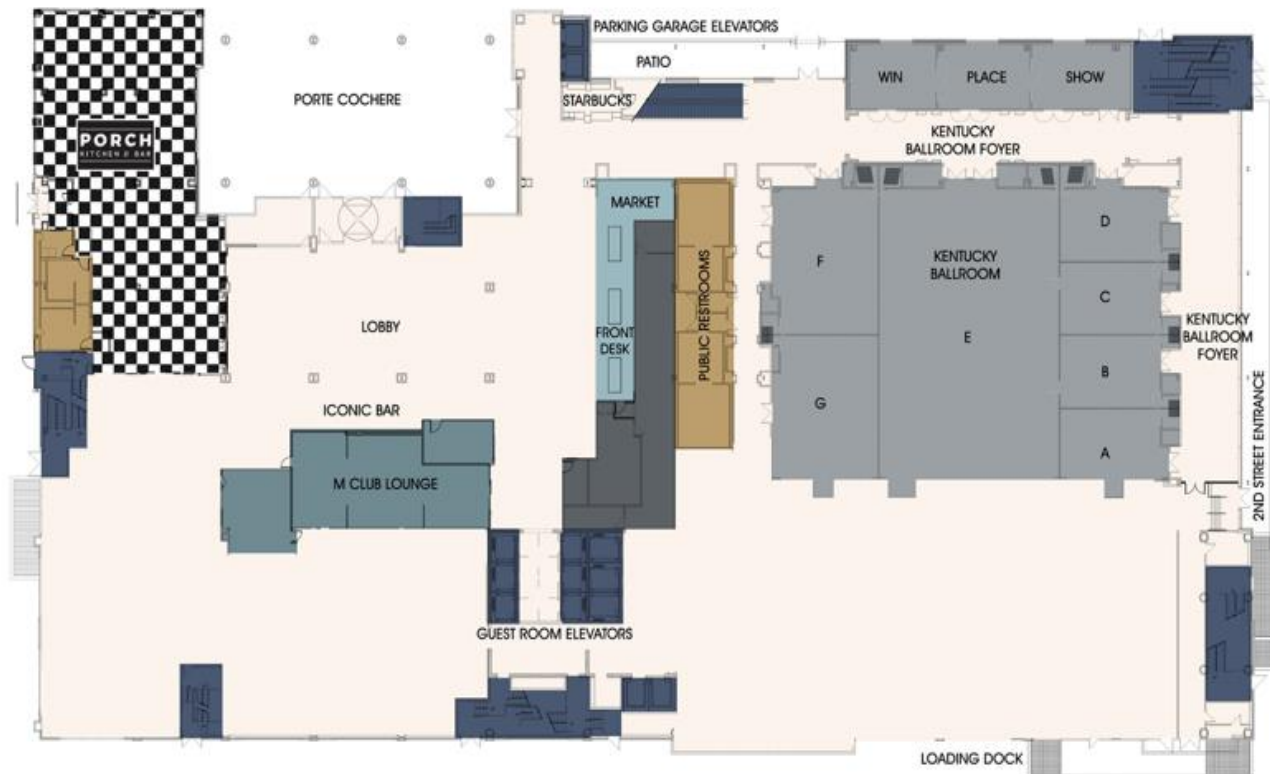 PARKING GARAGE ELEVATORS
PATIO
WIN
PLACE
SHOW
PORTE COCHERE
STARBUCKS
PORCH
KITCHEN & BAR
KENTUCKY
BALLROOM FOYER
MARKET
D
F
KENTUCKY
BALLROOM
PUBLIC RESTROOMS
C
LOBBY
FRONT
DESK
KENTUCKY
BALLROOM
FOYER
E
B
G
ICONIC BAR
A
2ND STREET ENTRANCE
M CLUB LOUNGE
GUEST ROOM ELEVATORS
LOADING DOCK